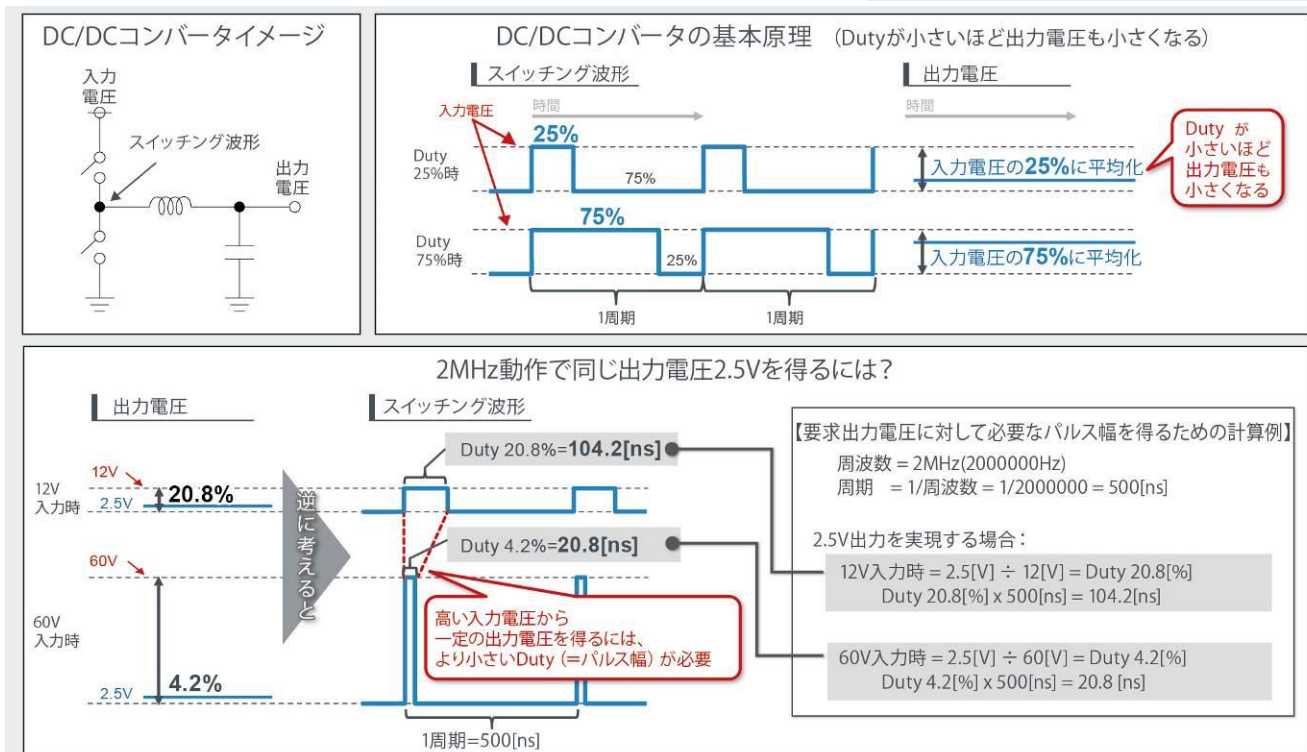 DC/DCコンバータイメージ
入力
電圧
スイッチング波形
出力
電圧
DC/DCコンバータの基本原理 (Dutyが小さいほど出力電圧も小さくなる)
スイッチング波形
出力電圧
入力電圧
時間
時間
Duty
25%時
25%
75%
入力電圧の25%に平均化
Duty が
小さいほど
出力電圧も
小さくなる
Duty
75%時
75%
25%
入力電圧の75%に平均化
1周期
1周期
2MHz動作で同じ出力電圧2.5Vを得るには?
出力電圧
スイッチング波形
12V
入力時
12V
2.5V
20.8%
60V
入力時
60V
2.5V
4.2%
逆に考えると
Duty 20.8%=104.2[ns]
Duty 4.2%=20.8[ns]
高い入力電圧から
一定の出力電圧を得るには、
より小さいDuty (=パルス幅) が必要
1周期=500[ns]
【要求出力電圧に対して必要なパルス幅を得るための計算例】
周波数 = 2MHz(2000000Hz)
周期 = 1/周波数 = 1/2000000 = 500[ns]
2.5V出力を実現する場合:
12V入力時 = 2.5[V] ÷ 12[V] = Duty 20.8[%]
Duty 20.8[%] x 500[ns] = 104.2[ns]
60V入力時 = 2.5[V] ÷ 60[V] = Duty 4.2[%]
Duty 4.2[%] x 500[ns] = 20.8 [ns]